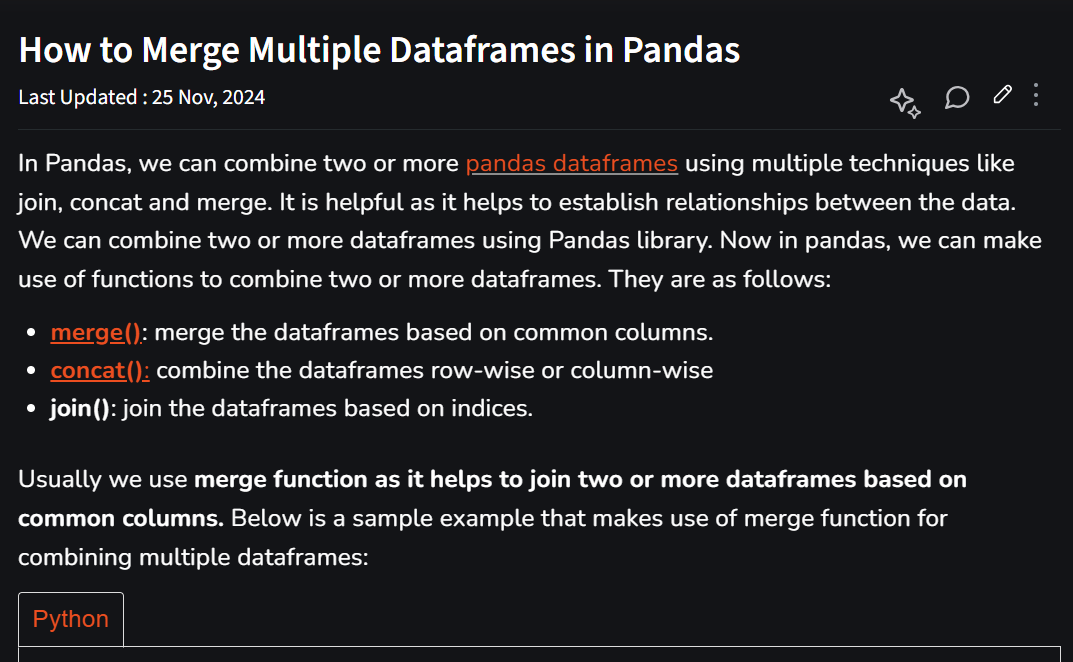 How to Merge Multiple Dataframes in Pandas
Last Updated : 25 Nov, 2024
In Pandas, we can combine two or more pandas dataframes using multiple techniques like
join, concat and merge. It is helpful as it helps to establish relationships between the data.
We can combine two or more dataframes using Pandas library. Now in pandas, we can make
use of functions to combine two or more dataframes. They are as follows:
• merge(): merge the dataframes based on common columns.
• concat(): combine the dataframes row-wise or column-wise
• join(): join the dataframes based on indices.
Usually we use merge function as it helps to join two or more dataframes based on
common columns. Below is a sample example that makes use of merge function for
combining multiple dataframes:
Python